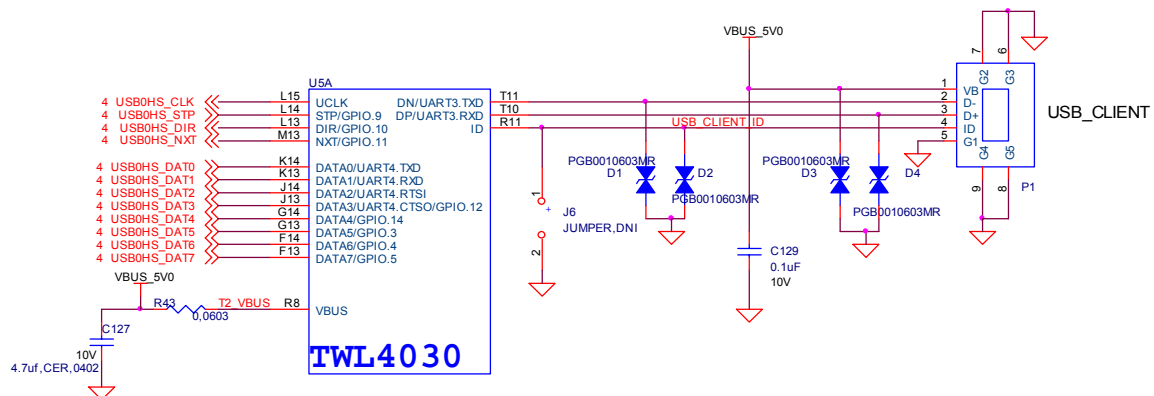 VBUS_5V0
7
6
U5A
G2
G3
4 USB0HS_CLK L15 UCLK DN/UART3.TXD T11 1 VB
4 USB0HS_STP L14 STP/GPIO.9 DP/UART3.RXD T10 2 D-
4 USB0HS_DIR L13 DIR/GPIO.10 ID R11 USB_CLIENT_ID 3 D+ USB_CLIENT
4 USB0HS_NXT M13 NXT/GPIO.11 4 ID
5 G1
G4
G5
4 USB0HS_DAT0 K14 DATA0/UART4.TXD
4 USB0HS_DAT1 K13 DATA1/UART4.RXD
4 USB0HS_DAT2 J14 DATA2/UART4.RTSI
4 USB0HS_DAT3 J13 DATA3/UART4.CTSO/GPIO.12
4 USB0HS_DAT4 G14 DATA4/GPIO.14
4 USB0HS_DAT5 G13 DATA5/GPIO.3
4 USB0HS_DAT6 F14 DATA6/GPIO.4
4 USB0HS_DAT7 F13 DATA7/GPIO.5
PGB0010603MR
D1
D2
PGB0010603MR
PGB0010603MR
D3
D4
PGB0010603MR
9
8
P1
1
+
J6
JUMPER,DNI
2
C129
0.1uF
10V
VBUS_5V0
R43 T2_VBUS R8 VBUS
0,0603
C127
10V
4.7uf,CER,0402
TWL4030